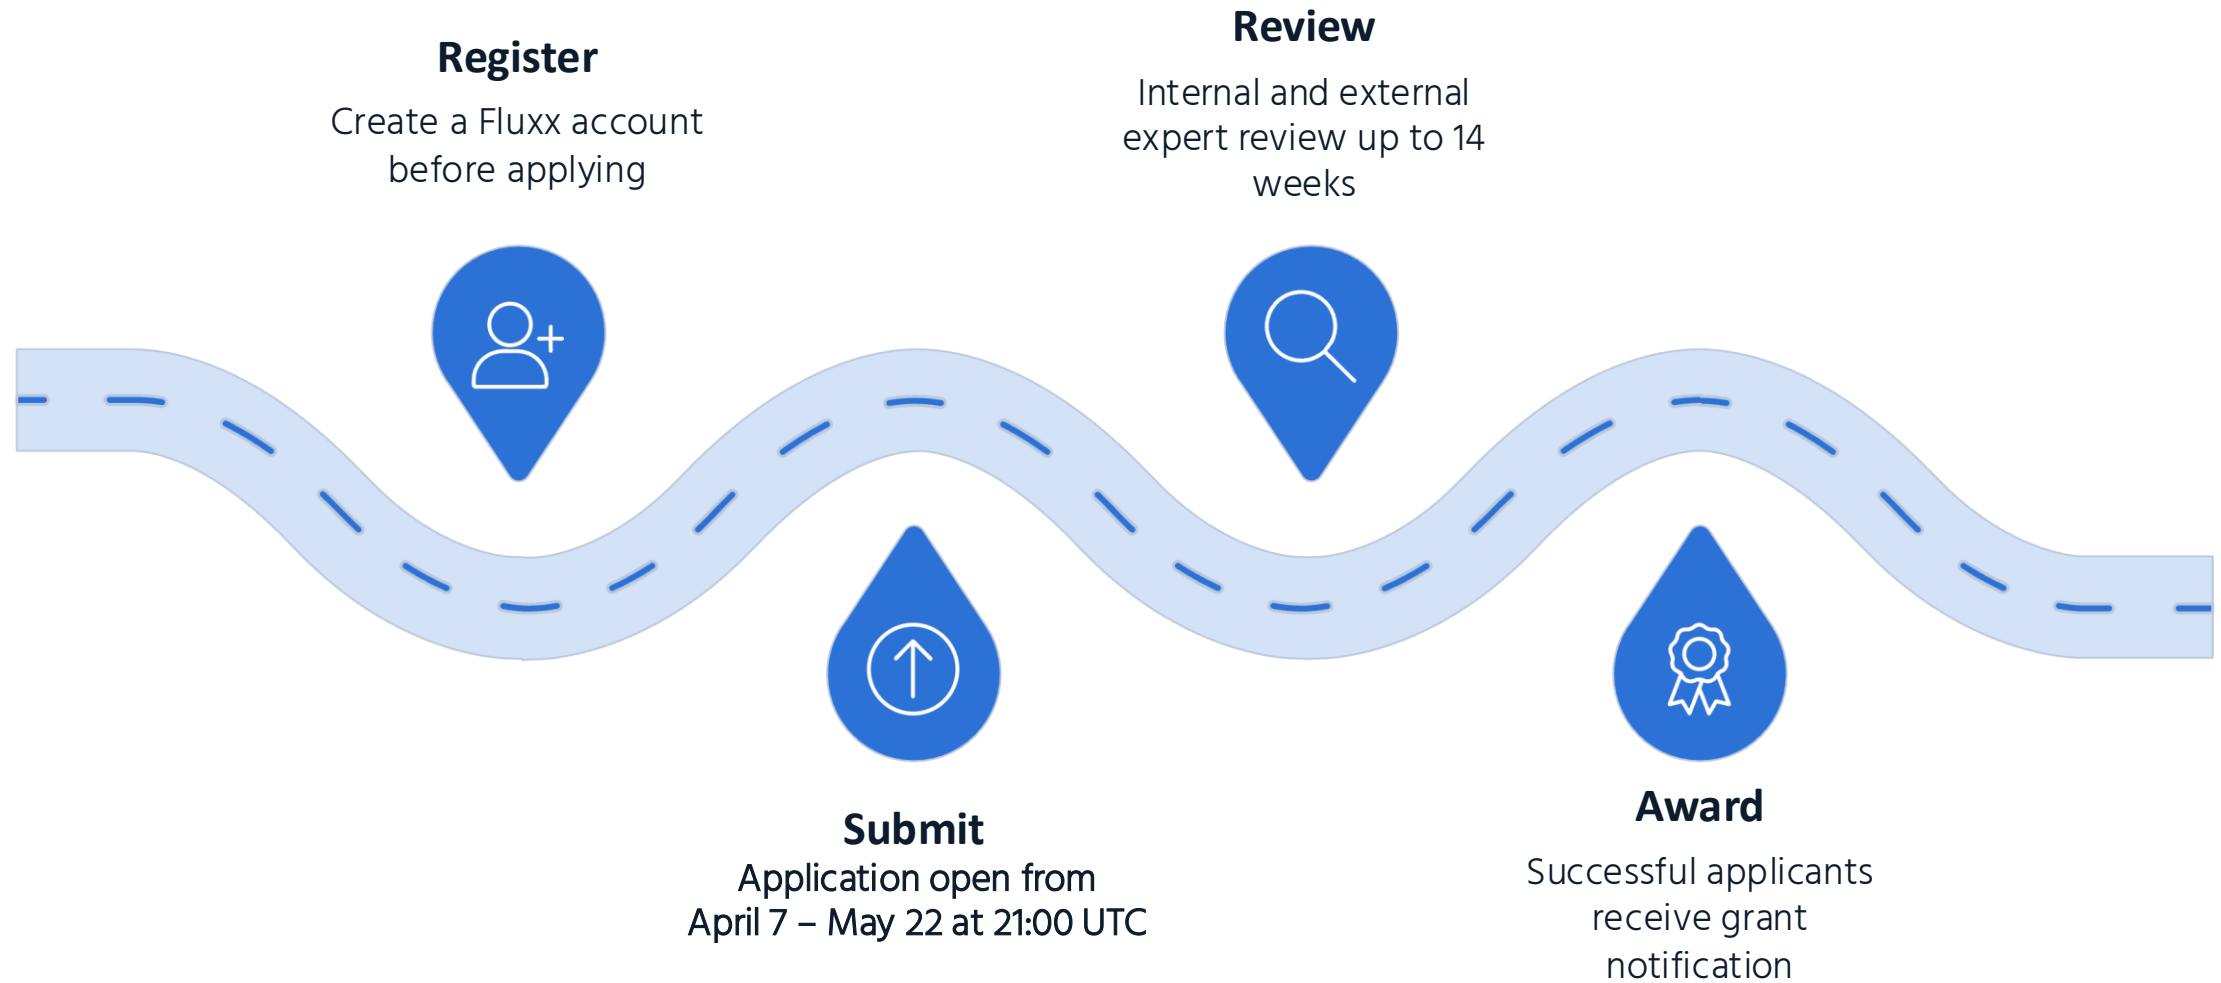 Register
Create a Fluxx account
before applying
Submit
Application open from
April 7 – May 22 at 21:00 UTC
Review
Internal and external
expert review up to 14
weeks
Award
Successful applicants
receive grant
notification